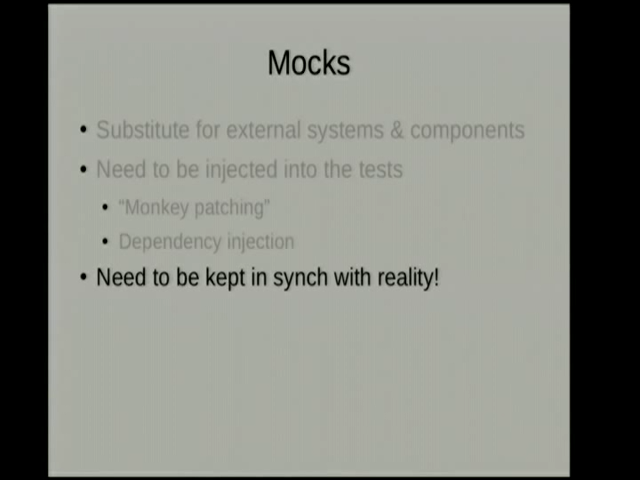 Mocks
• Substitute for external systems & components
• Need to be injected into the tests
• “Monkey patching”
• Dependency injection
• Need to be kept in synch with reality!